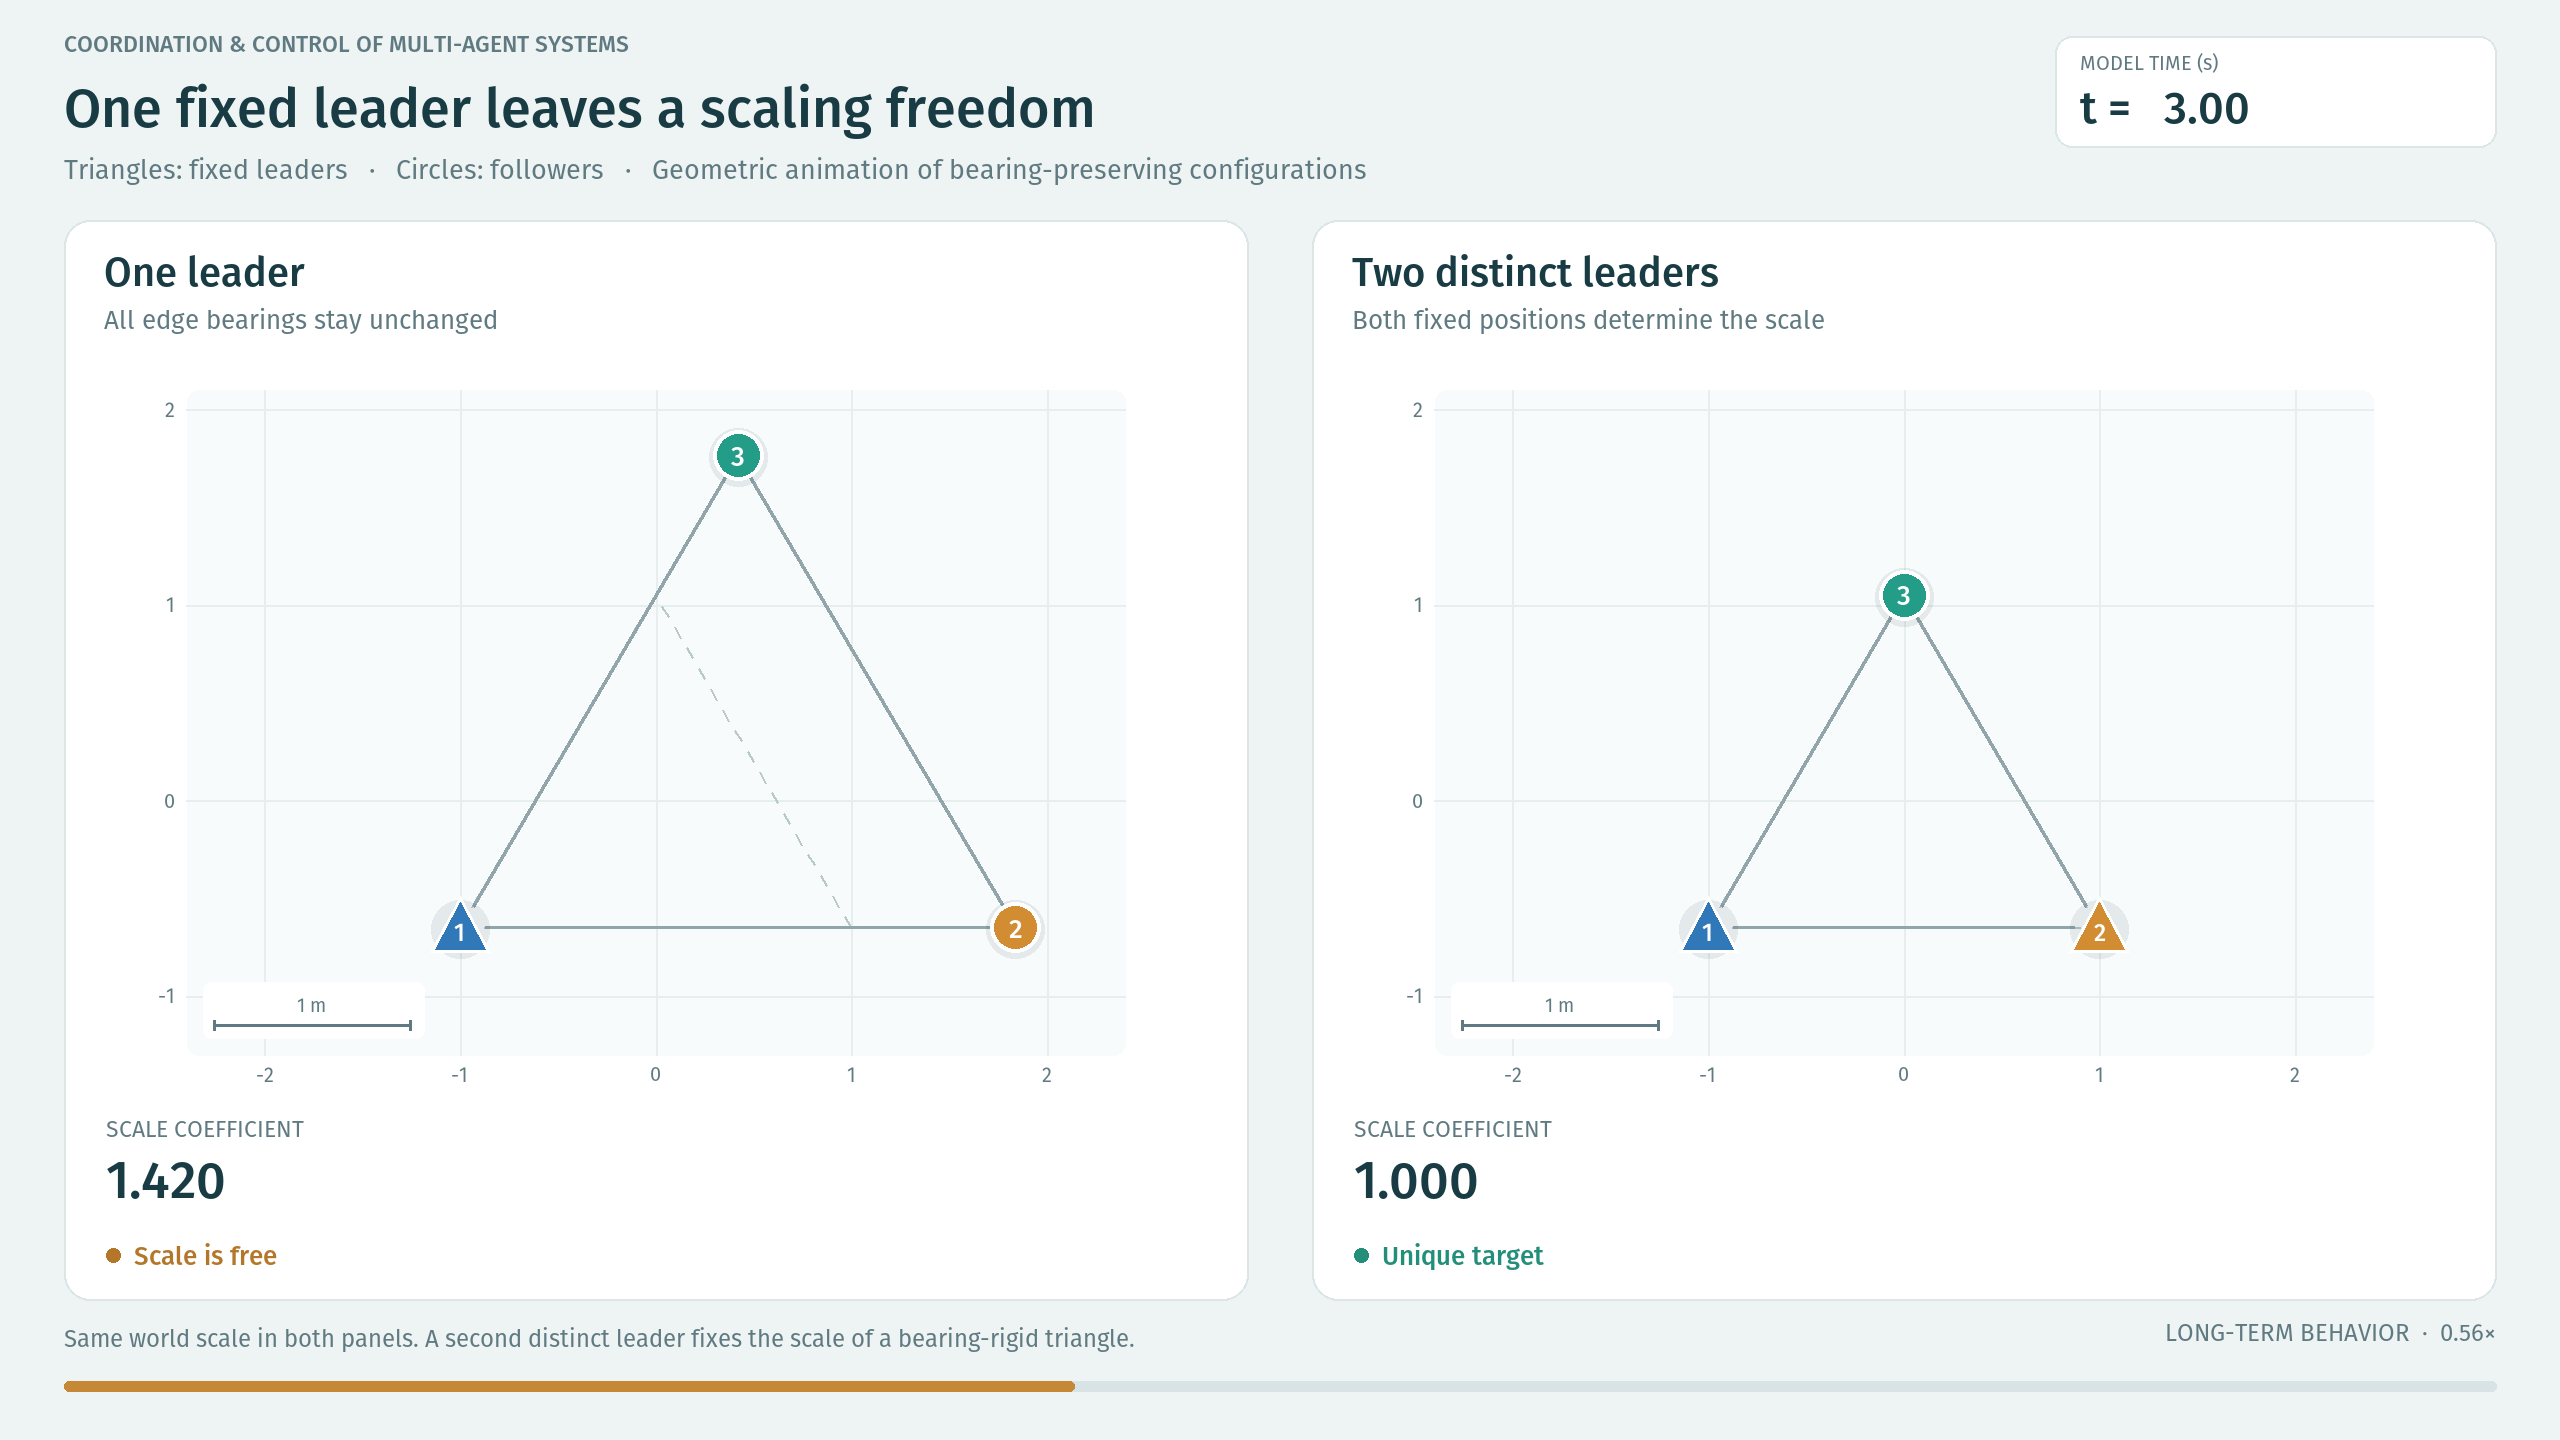 COORDINATION & CONTROL OF MULTI-AGENT SYSTEMS
One fixed leader leaves a scaling freedom
Triangles: fixed leaders · Circles: followers · Geometric animation of bearing-preserving configurations
MODEL TIME (s)
t = 3.00
One leader
All edge bearings stay unchanged
2
1
0
-1
3
1
2
1 m
-2 -1 0 1 2
SCALE COEFFICIENT
1.420
Scale is free
Two distinct leaders
Both fixed positions determine the scale
2
1
0
-1
3
1
2
1 m
-2 -1 0 1 2
SCALE COEFFICIENT
1.000
Unique target
Same world scale in both panels. A second distinct leader fixes the scale of a bearing-rigid triangle.
LONG-TERM BEHAVIOR · 0.56×